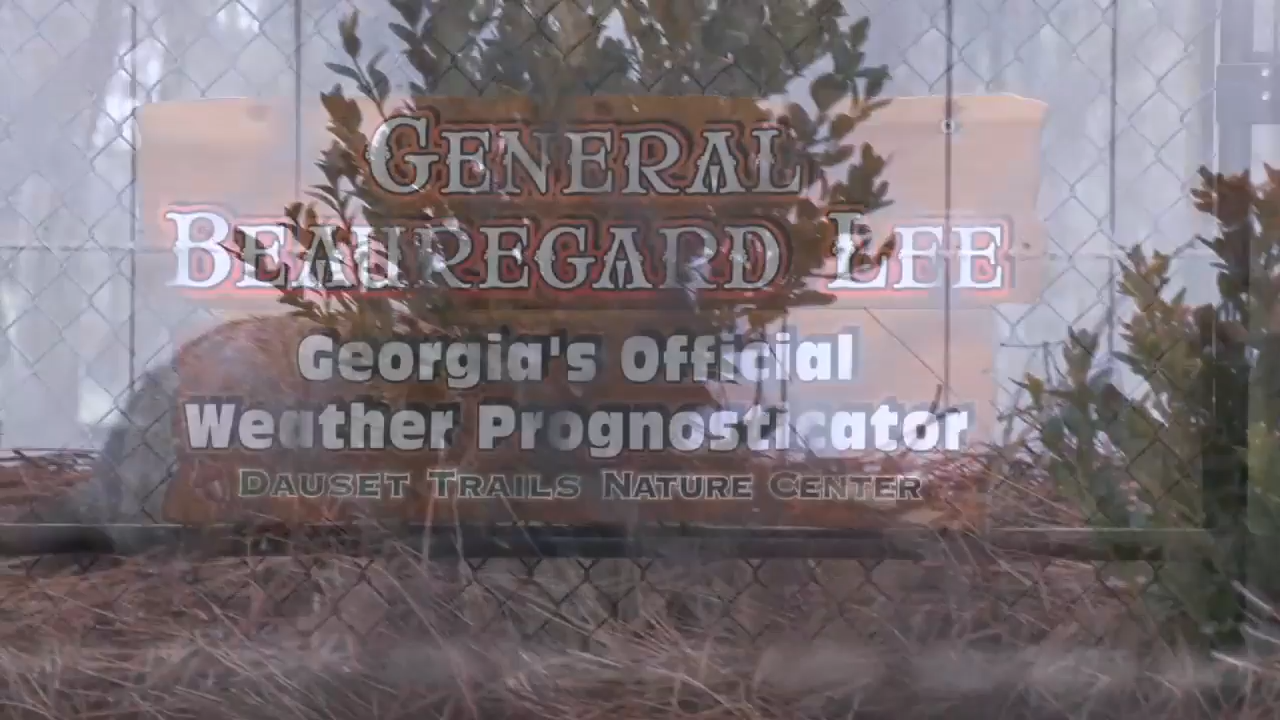 General
Beauregard Lee
Georgia's Official
Weather Prognosticator
Dauset Trails Nature Center